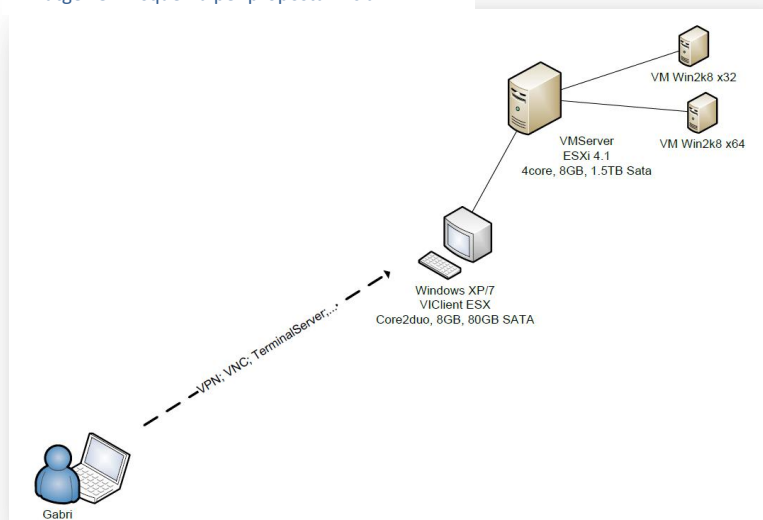 VM Win2k8 x32
VMServer
ESXi 4.1
4core, 8GB, 1.5TB Sata
VM Win2k8 x64
Windows XP/7
VIClient ESX
Core2duo, 8GB, 80GB SATA
VPN; VNC; TerminalServer;...
Gabri